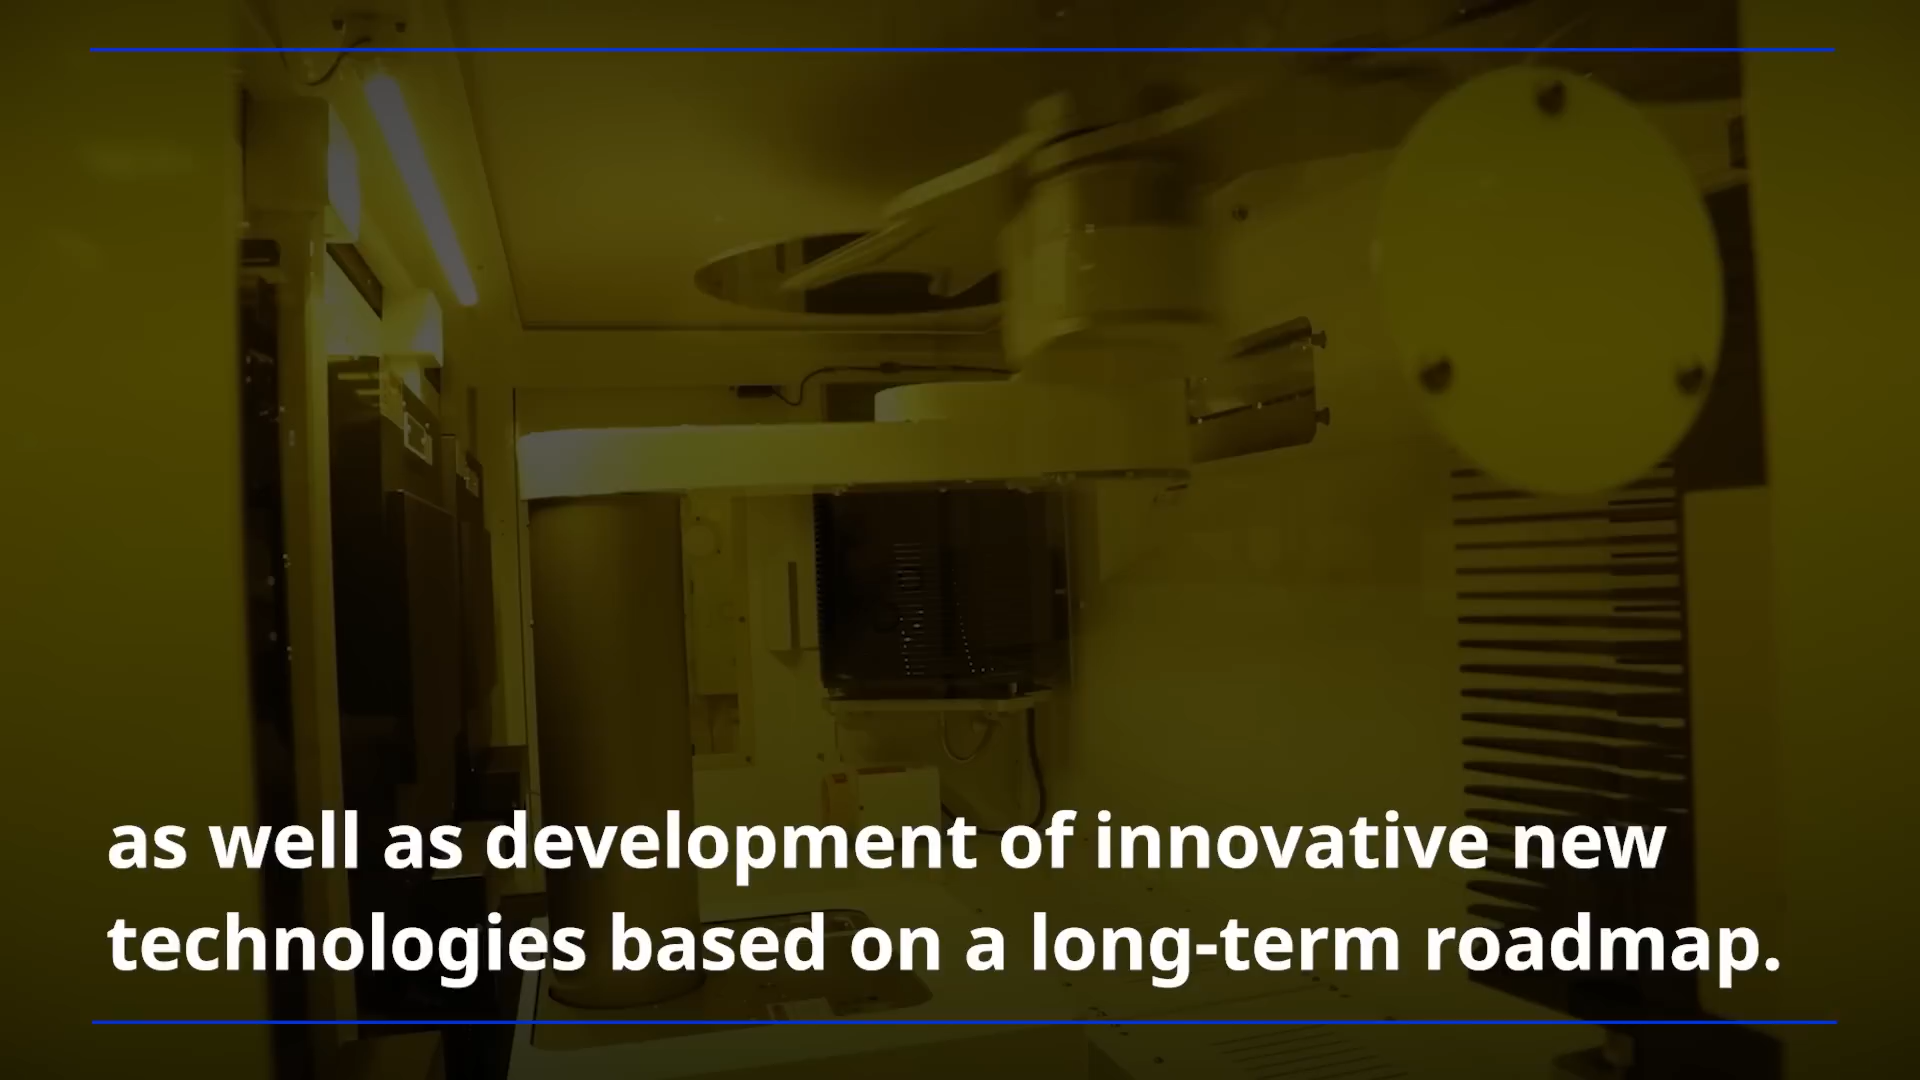 as well as development of innovative new
technologies based on a long-term roadmap.